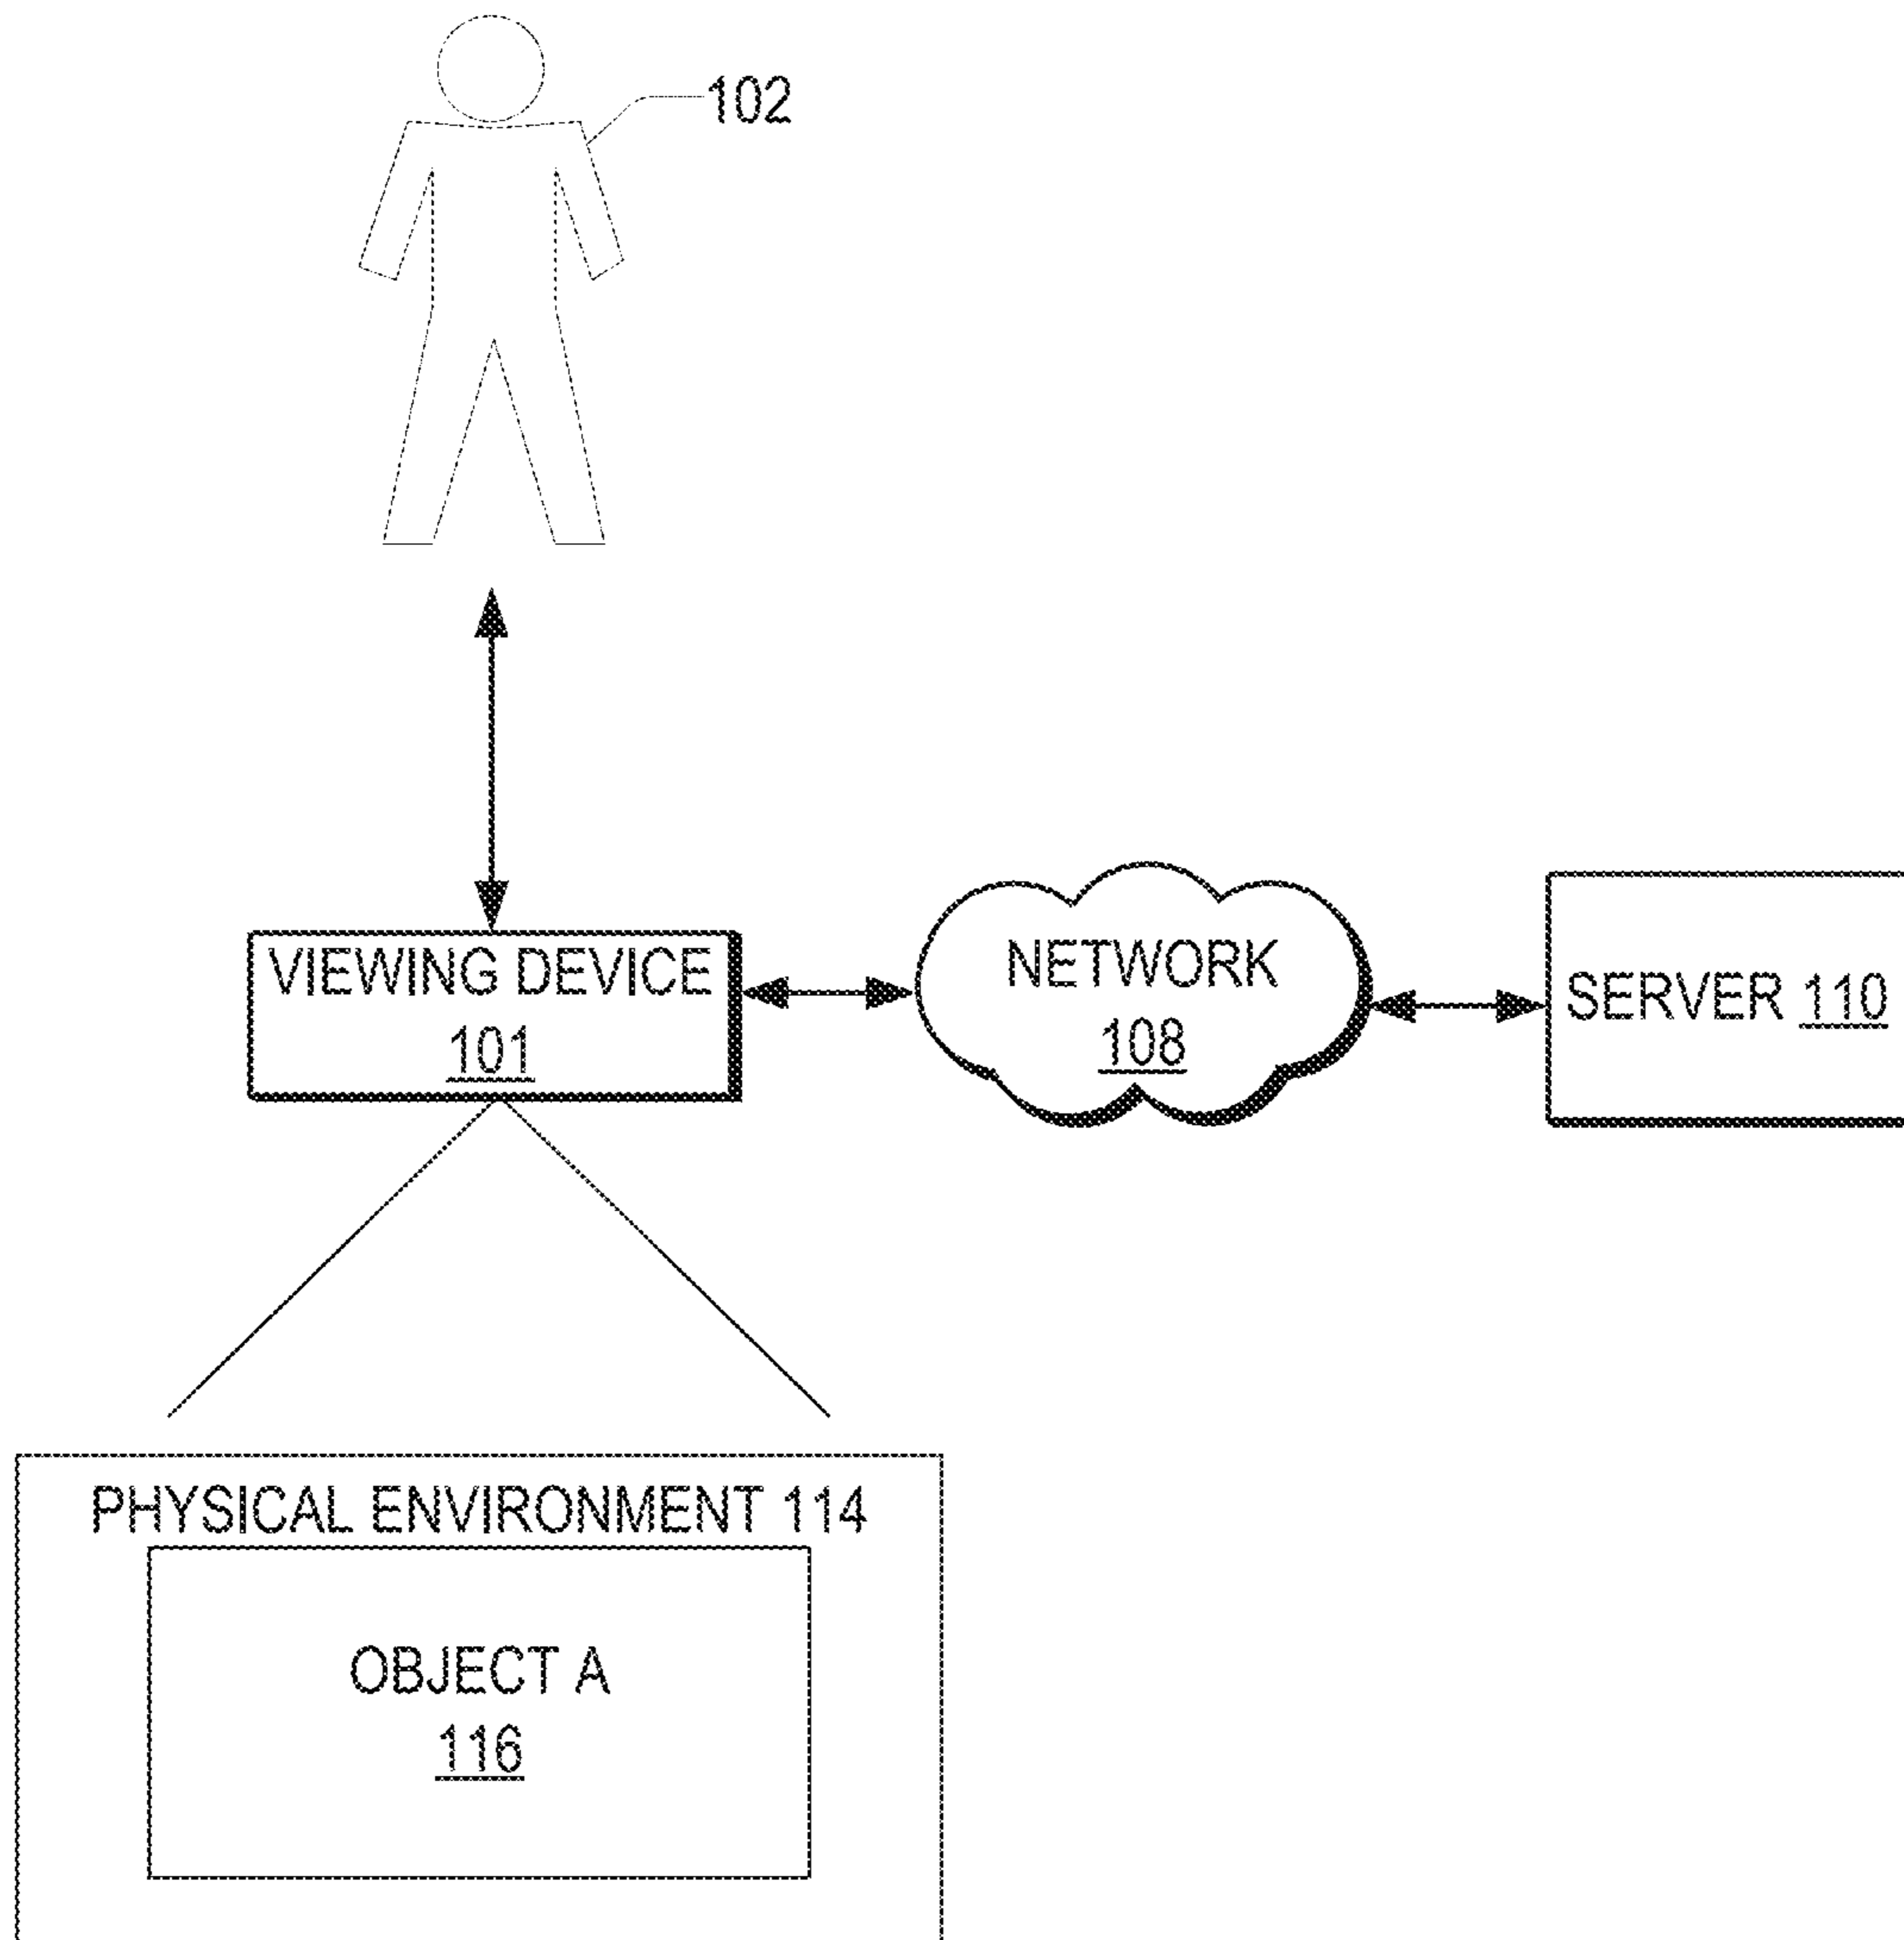 102
VIEWING DEVICE
101
NETWORK
108
SERVER 110
PHYSICAL ENVIRONMENT 114
OBJECT A
116